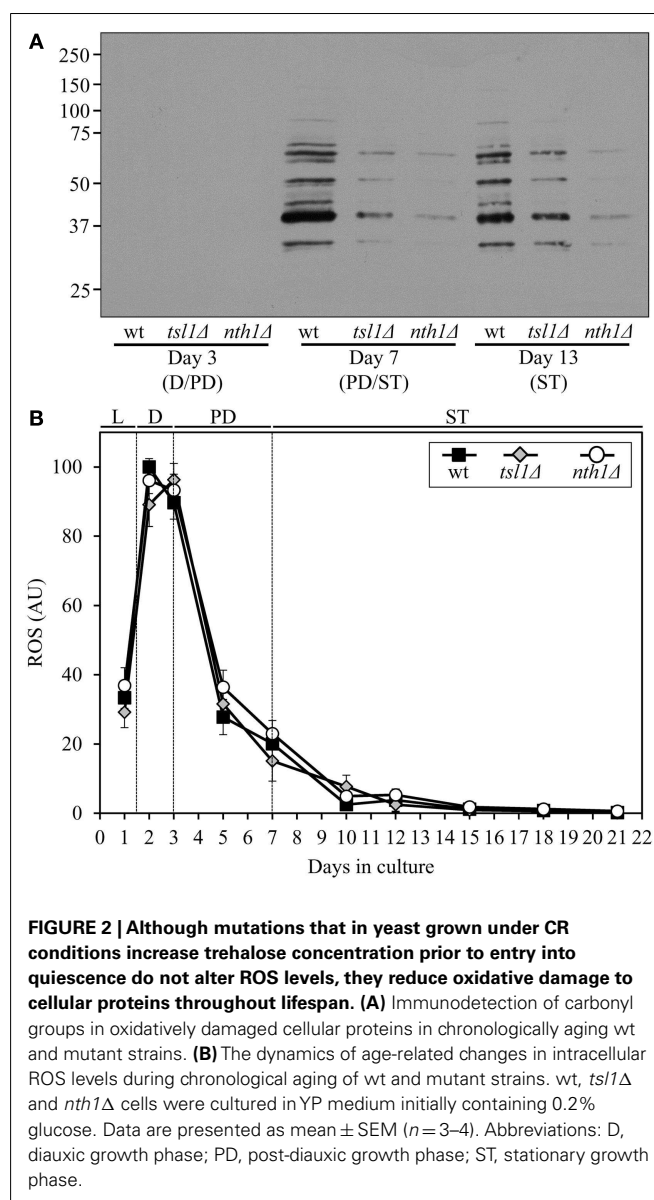 A
250
150
100
75
50
37
25
wt tsl1Δ nth1Δ wt tsl1Δ nth1Δ wt tsl1Δ nth1Δ
Day 3 Day 7 Day 13
(D/PD) (PD/ST) (ST)
B L D PD ST
wt tsl1Δ nth1Δ
100
80
60
40
20
0
ROS (AU)
0 1 2 3 4 5 6 7 8 9 10 11 12 13 14 15 16 17 18 19 20 21 22
Days in culture
FIGURE 2 | Although mutations that in yeast grown under CR
conditions increase trehalose concentration prior to entry into
quiescence do not alter ROS levels, they reduce oxidative damage to
cellular proteins throughout lifespan. (A) Immunodetection of carbonyl
groups in oxidatively damaged cellular proteins in chronologically aging wt
and mutant strains. (B) The dynamics of age-related changes in intracellular
ROS levels during chronological aging of wt and mutant strains. wt, tsl1Δ
and nth1Δ cells were cultured in YP medium initially containing 0.2%
glucose. Data are presented as mean ± SEM (n = 3–4). Abbreviations: D,
diauxic growth phase; PD, post-diauxic growth phase; ST, stationary growth
phase.